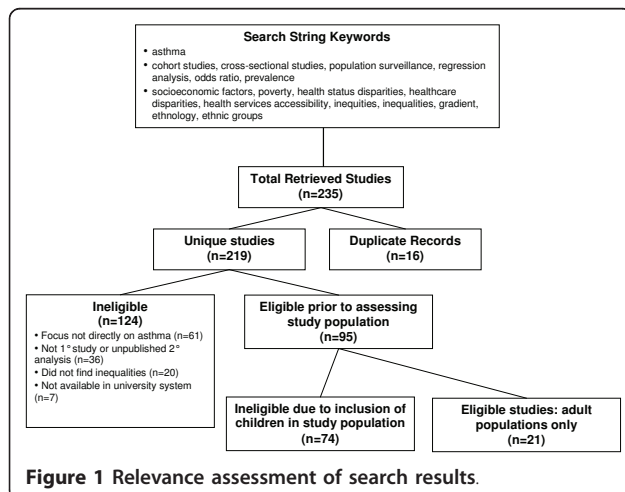 Search String Keywords
• asthma
• cohort studies, cross-sectional studies, population surveillance, regression
analysis, odds ratio, prevalence
• socioeconomic factors, poverty, health status disparities, healthcare
disparities, health services accessibility, inequities, inequalities, gradient,
ethnology, ethnic groups
Total Retrieved Studies
(n=235)
Unique studies
(n=219)
Duplicate Records
(n=16)
Ineligible
(n=124)
• Focus not directly on asthma (n=61)
• Not 1° study or unpublished 2°
analysis (n=36)
• Did not find inequalities (n=20)
• Not available in university system
(n=7)
Eligible prior to assessing
study population
(n=95)
Ineligible due to inclusion of
children in study population
(n=74)
Eligible studies: adult
populations only
(n=21)
Figure 1 Relevance assessment of search results.